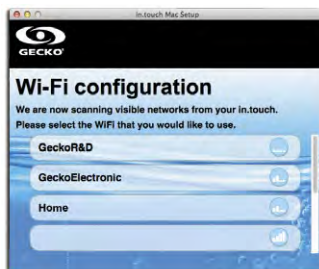 in.touch Mac Setup
GECKO
Wi-Fi configuration
We are now scanning visible networks from your in.touch.
Please select the WiFi that you would like to use.
GeckoR&D
GeckoElectronic
Home